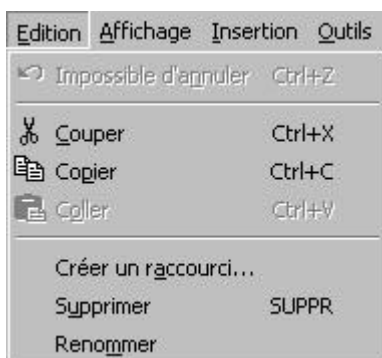 Edition Affichage Insertion Outils
Impossible d'annuler Ctrl+Z
Couper Ctrl+X
Copier Ctrl+C
Coller Ctrl+V
Créer un raccourci...
Supprimer SUPPR
Renommer